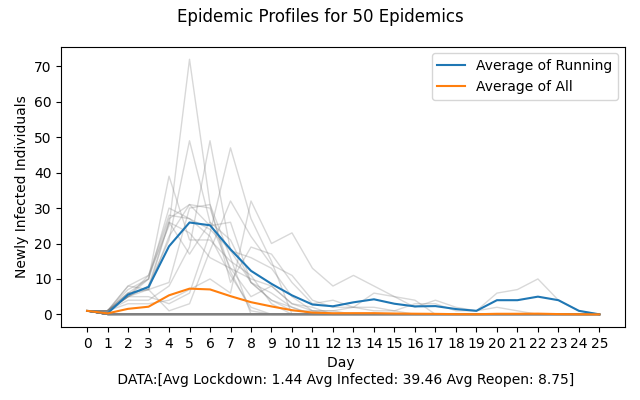 Epidemic Profiles for 50 Epidemics
Average of Running
Average of All
Newly Infected Individuals
70
60
50
40
30
20
10
0
0 1 2 3 4 5 6 7 8 9 10 11 12 13 14 15 16 17 18 19 20 21 22 23 24 25
Day
DATA:[Avg Lockdown: 1.44 Avg Infected: 39.46 Avg Reopen: 8.75]